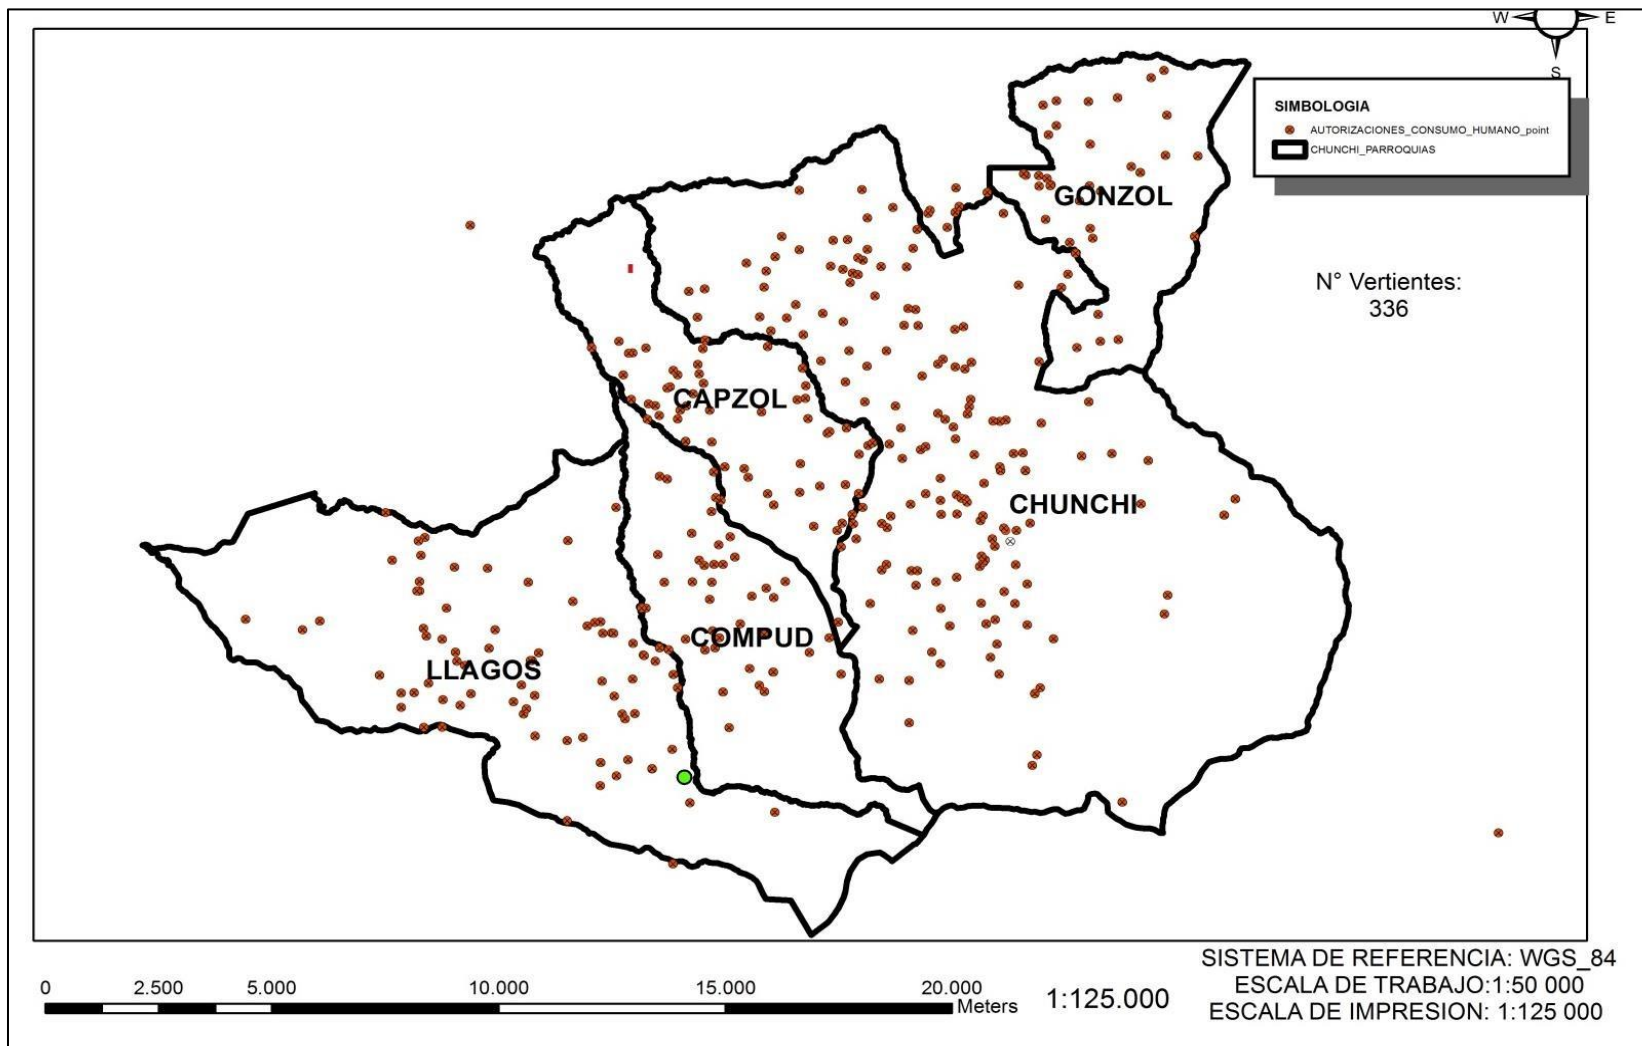 W E
S
SIMBOLOGIA
AUTORIZACIONES_CONSUMO_HUMANO_point
CHUNCHI_PARROQUIAS
GONZOL
N° Vertientes:
336
CAPZOL
CHUNCHI
COMPUD
LLAGOS
SISTEMA DE REFERENCIA: WGS_84
ESCALA DE TRABAJO:1:50 000
ESCALA DE IMPRESION: 1:125 000
0 2.500 5.000 10.000 15.000 20.000
Meters
1:125.000